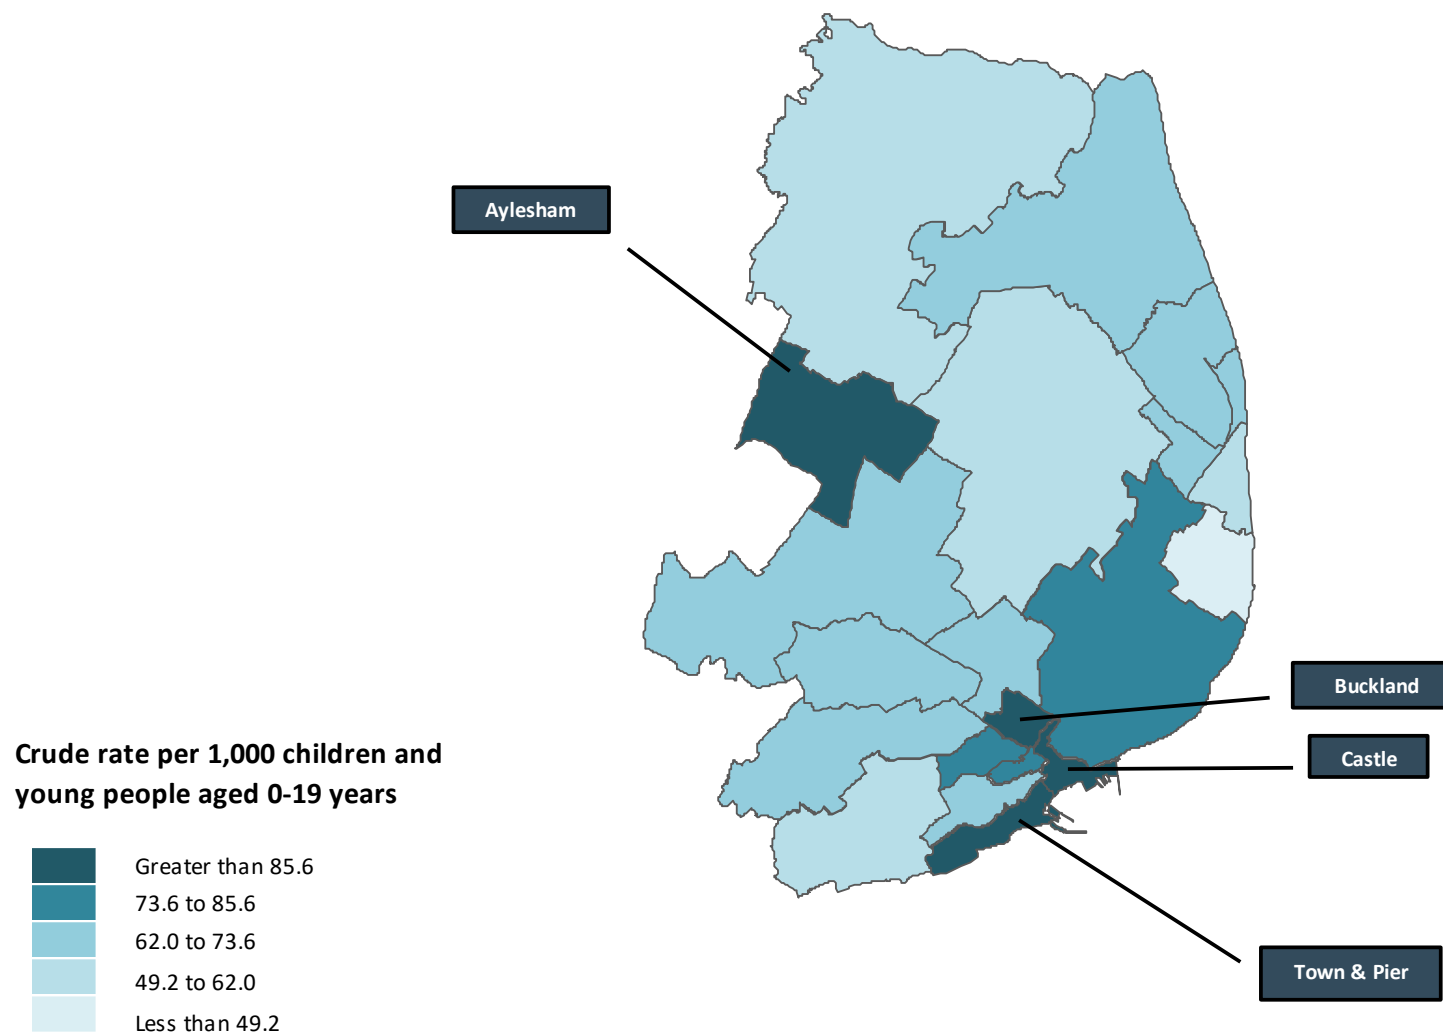 Aylesham
Buckland
Castle
Crude rate per 1,000 children and
young people aged 0-19 years
Greater than 85.6
73.6 to 85.6
62.0 to 73.6
49.2 to 62.0
Less than 49.2
Town & Pier